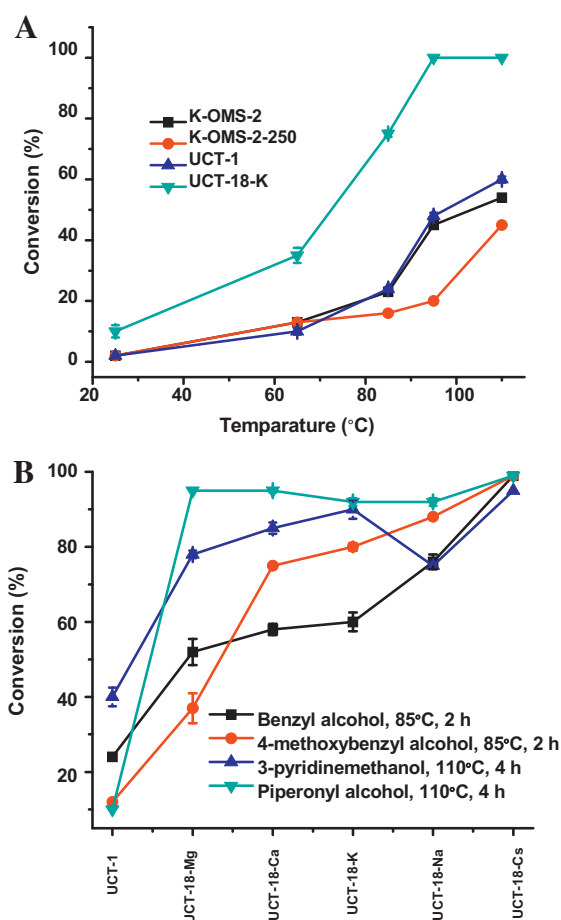 A
100
80
60
40
20
0
Conversion (%)
K-OMS-2
K-OMS-2-250
UCT-1
UCT-18-K
20
40
60
80
100
Temparature (°C)
B
100
80
60
40
20
Conversion (%)
Benzyl alcohol, 85°C, 2 h
4-methoxybenzyl alcohol, 85°C, 2 h
3-pyridinemethanol, 110°C, 4 h
Piperonyl alcohol, 110°C, 4 h
UCT-1
UCT-18-Mg
UCT-18-Ca
UCT-18-K
UCT-18-Na
UCT-18-Cs